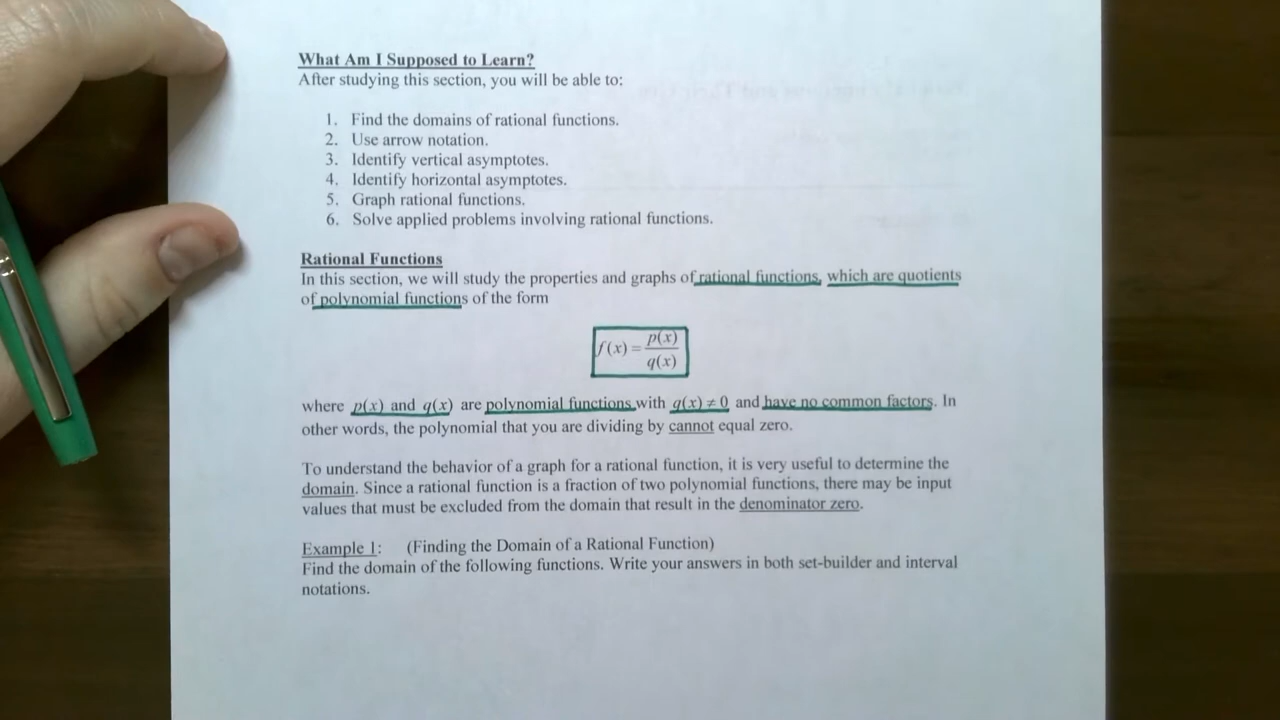 What Am I Supposed to Learn?
After studying this section, you will be able to:
1. Find the domains of rational functions.
2. Use arrow notation.
3. Identify vertical asymptotes.
4. Identify horizontal asymptotes.
5. Graph rational functions.
6. Solve applied problems involving rational functions.
Rational Functions
In this section, we will study the properties and graphs of rational functions, which are quotients
of polynomial functions of the form
f(x) = p(x)/q(x)
where p(x) and q(x) are polynomial functions with q(x) ≠ 0 and have no common factors. In
other words, the polynomial that you are dividing by cannot equal zero.
To understand the behavior of a graph for a rational function, it is very useful to determine the
domain. Since a rational function is a fraction of two polynomial functions, there may be input
values that must be excluded from the domain that result in the denominator zero.
Example 1: (Finding the Domain of a Rational Function)
Find the domain of the following functions. Write your answers in both set-builder and interval
notations.